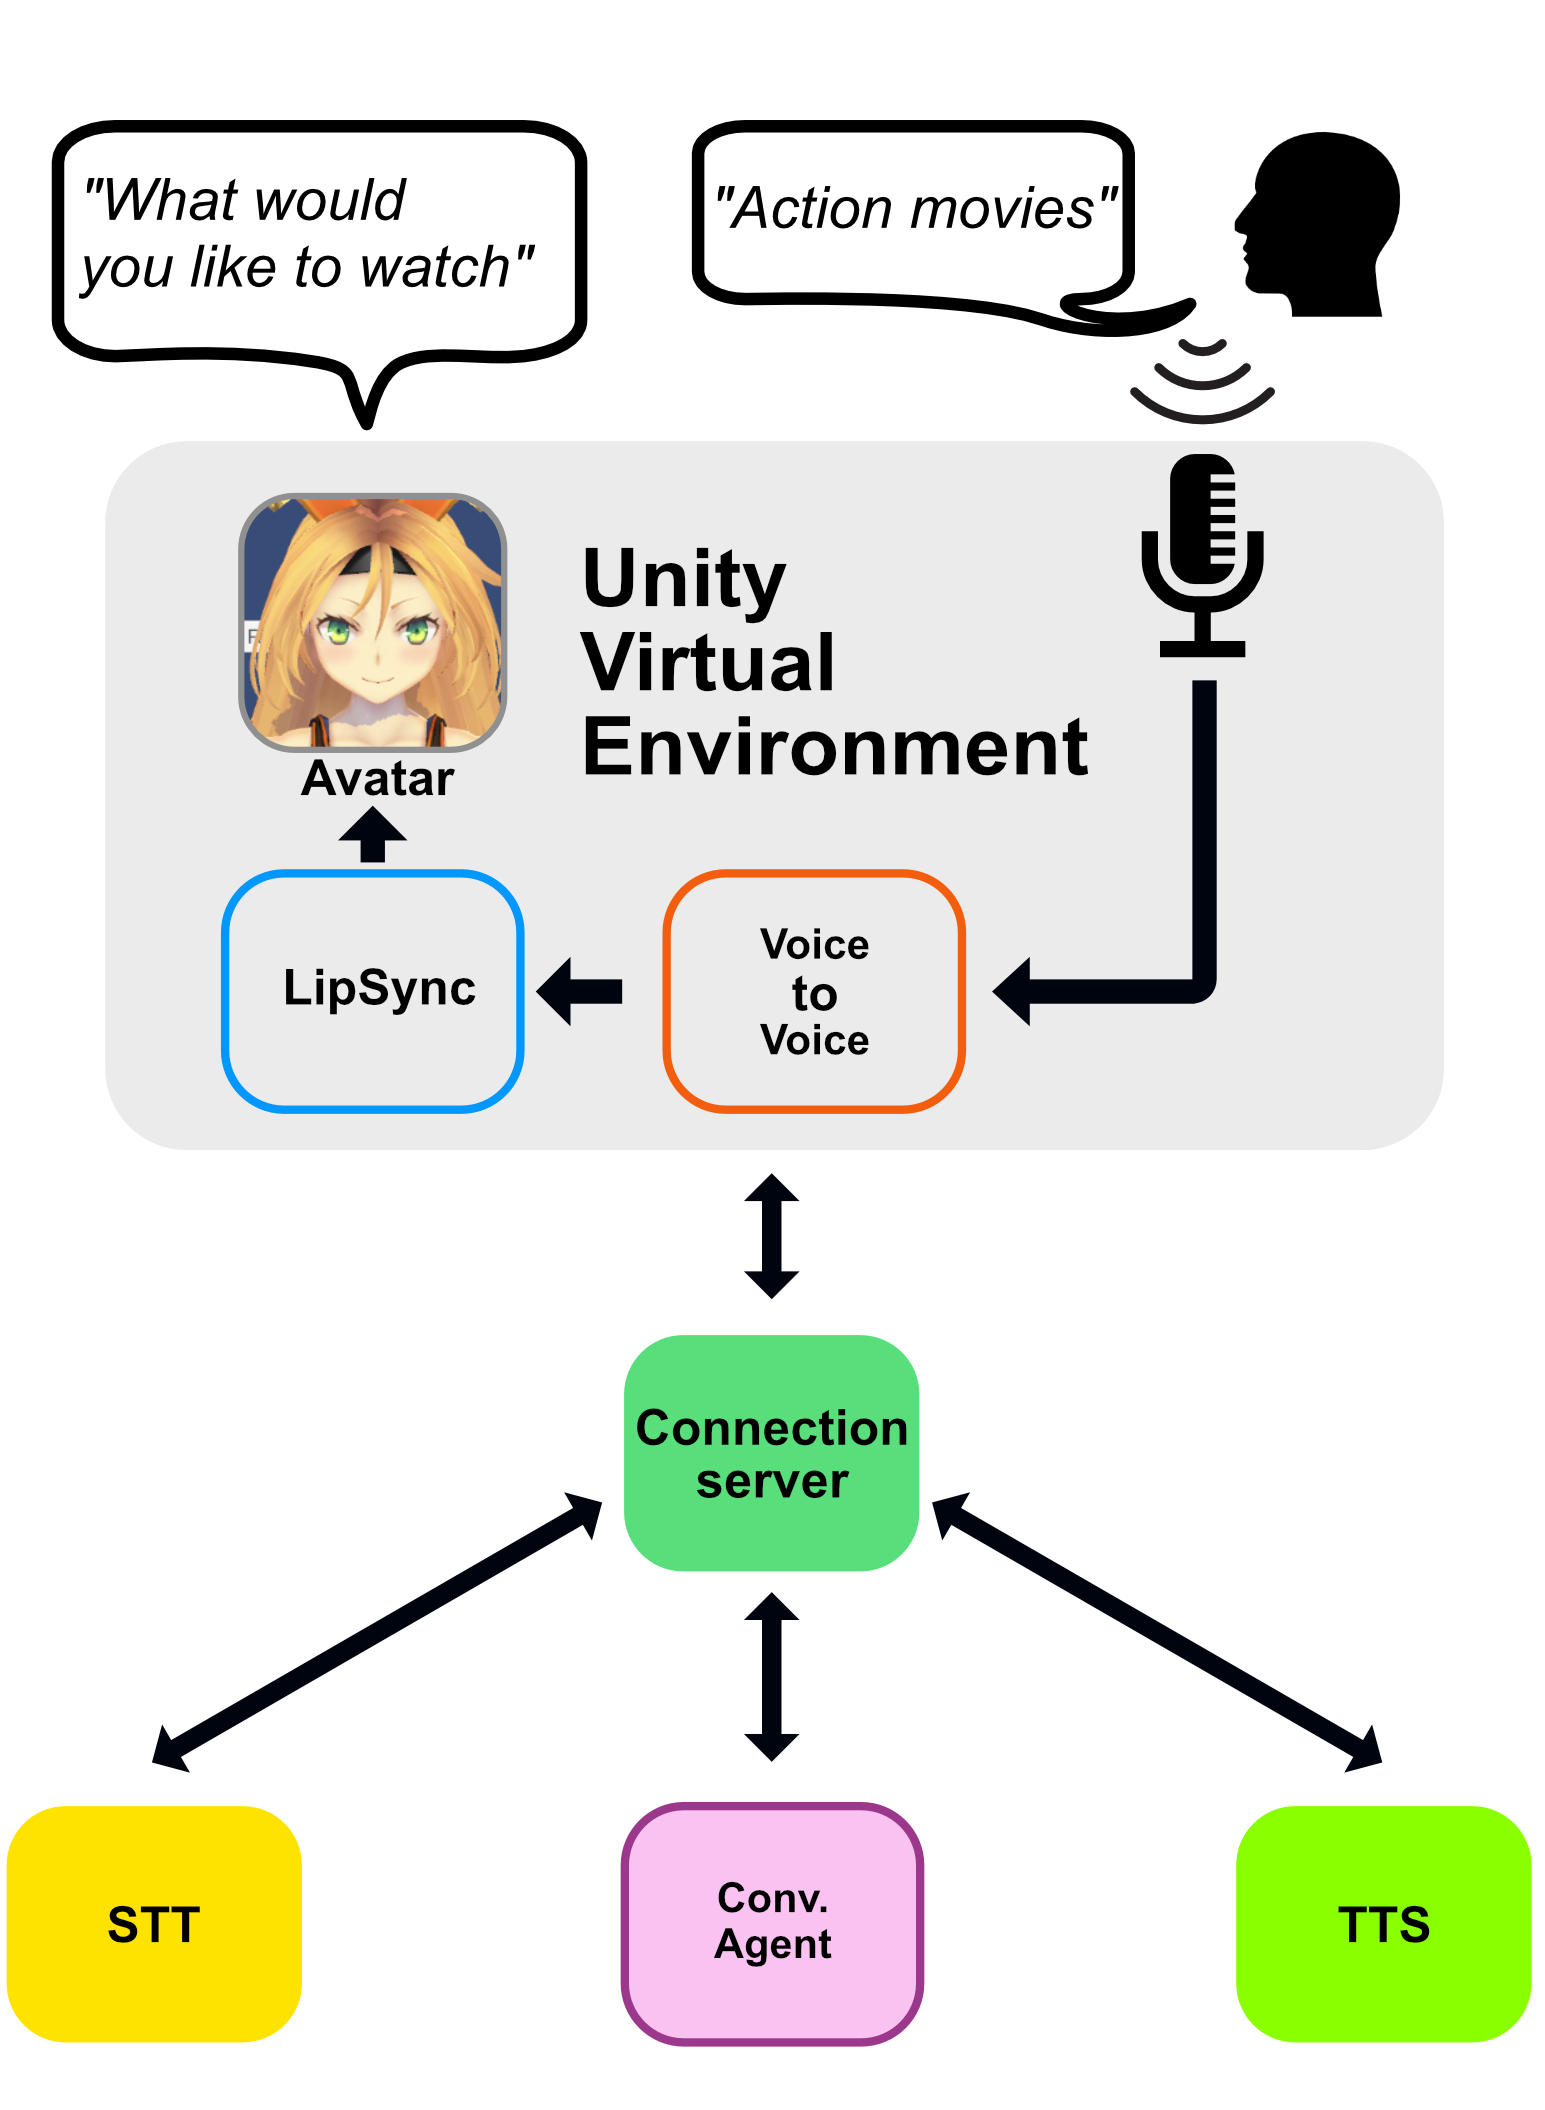 "What would
you like to watch"
"Action movies"
Unity
Virtual
Environment
Avatar
LipSync
Voice
to
Voice
Connection
server
STT
Conv.
Agent
TTS